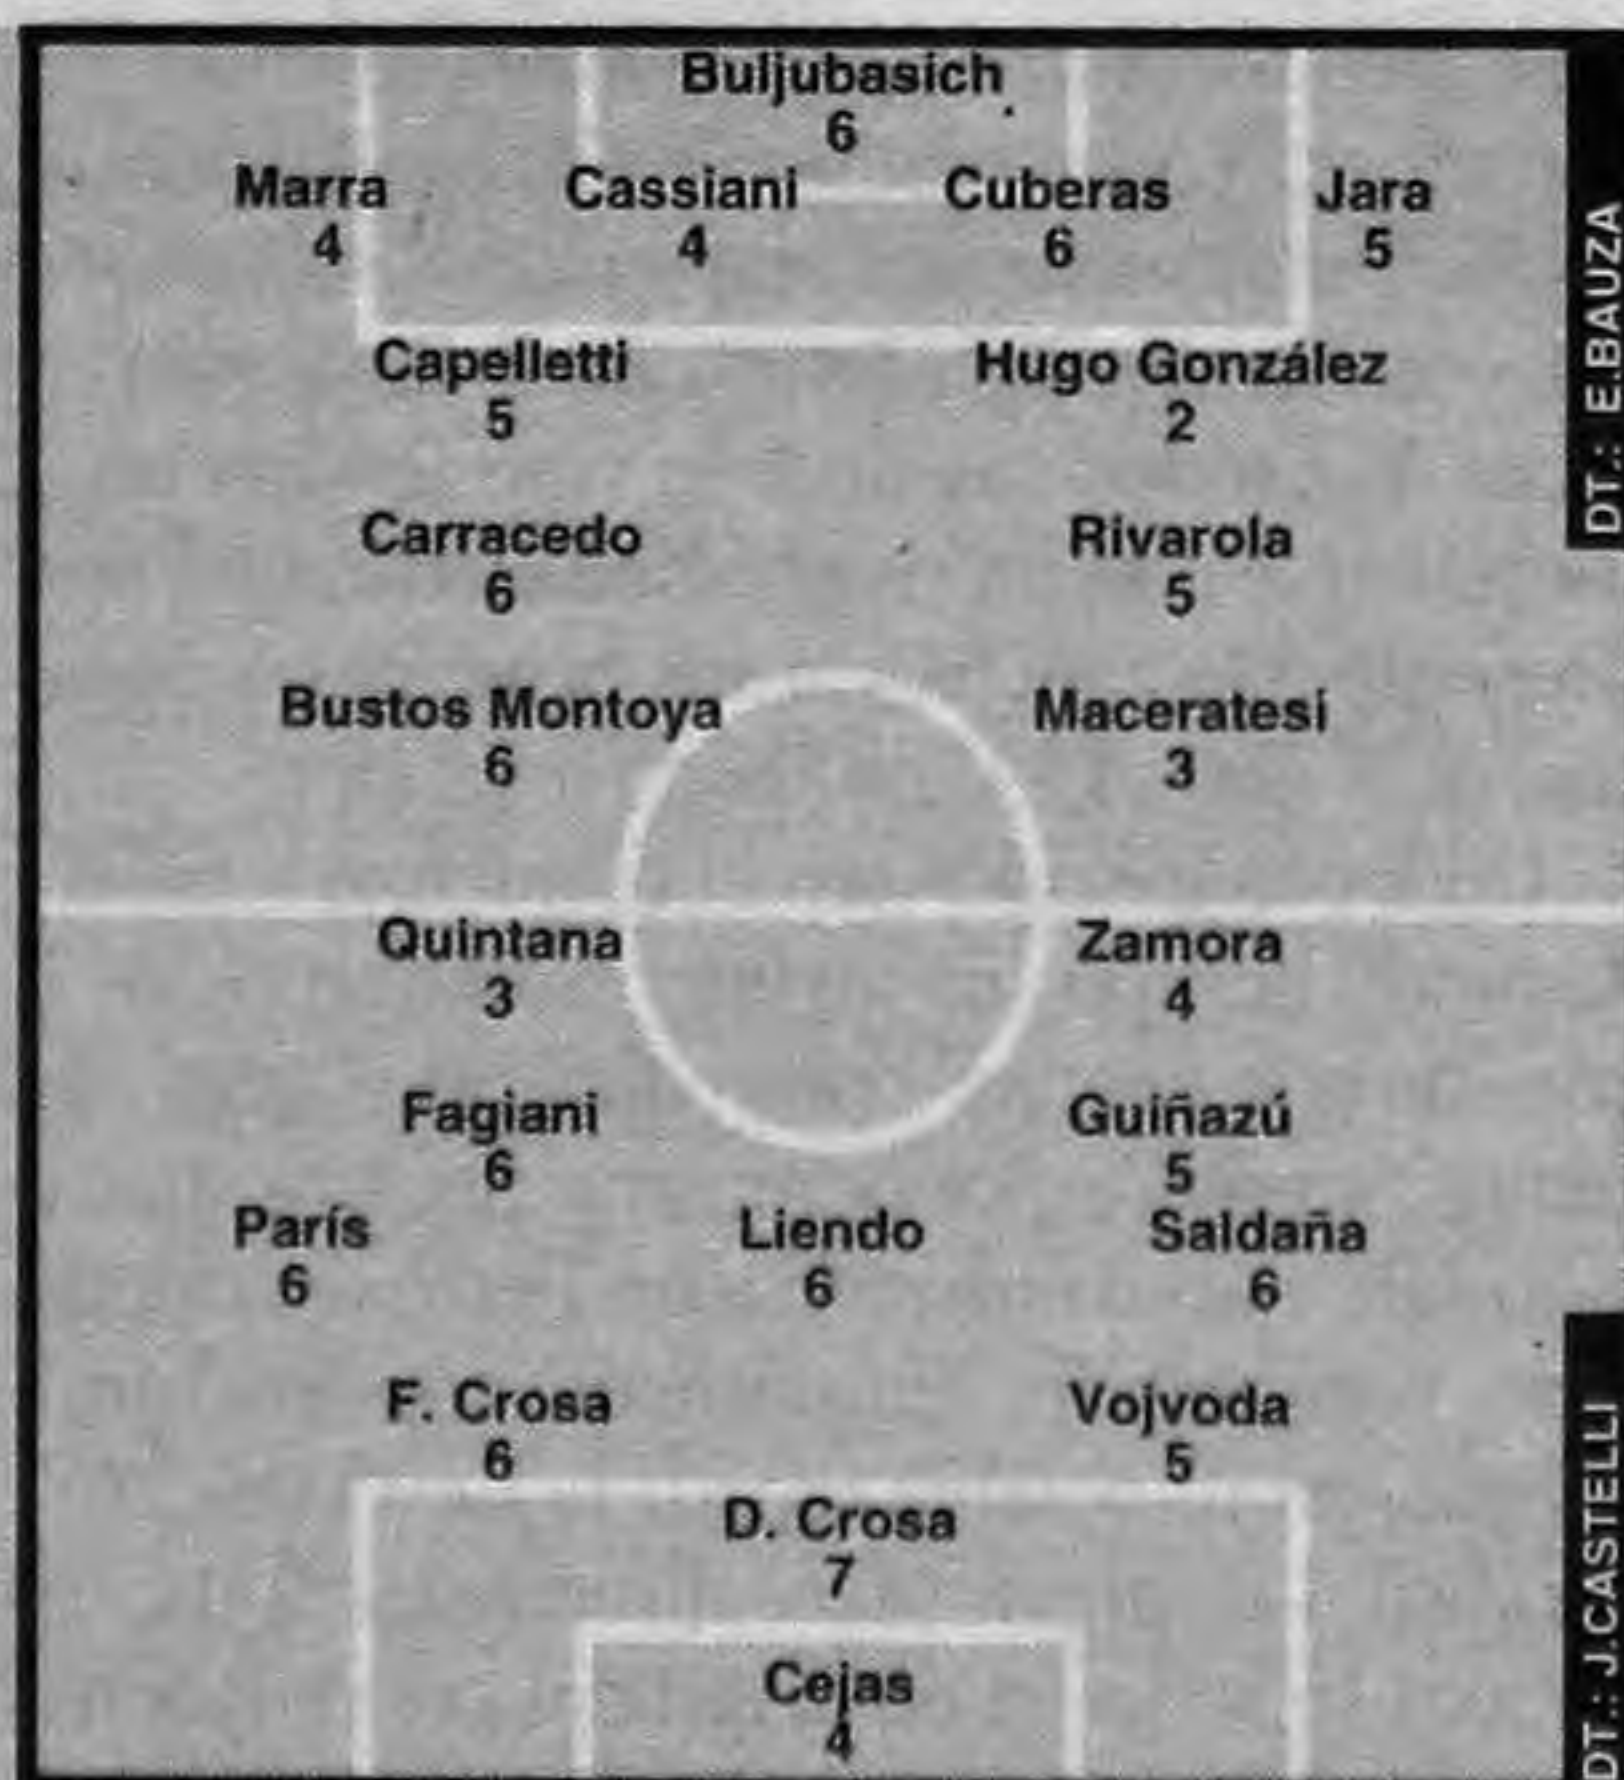 Buljubasich
6
Marra Cassiani Cuberas Jara
4 4 6 5
Capelletti Hugo González
5 2
Carracedo Rivarola
6 5
Bustos Montoya Maceratesi
6 3
DT.: E.BAUZA
Quintana Zamora
3 4
Fagiani Guiñazú
6 5
París Liendo Saldaña
6 6 6
F. Crosa Vojvoda
6 5
D. Crosa
7
Cejas
4
DT.: J.CASTELLI